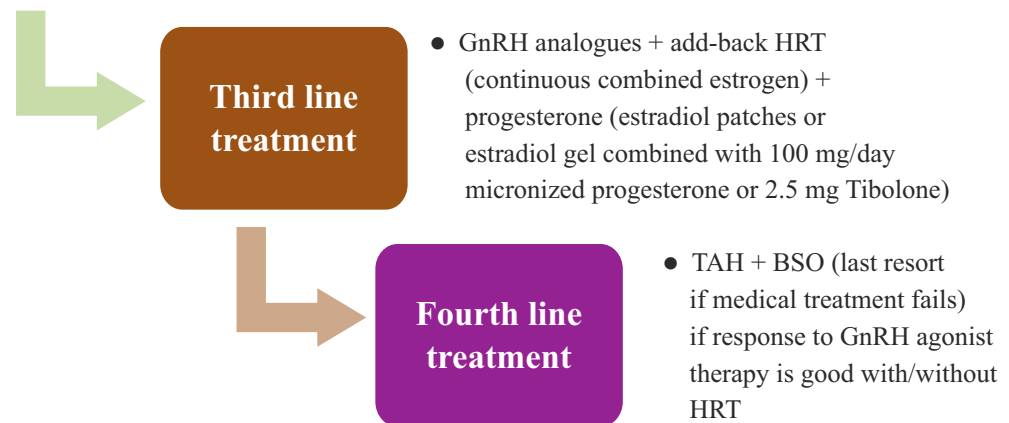 Third line
treatment
● GnRH analogues + add-back HRT
(continuous combined estrogen) +
progesterone (estradiol patches or
estradiol gel combined with 100 mg/day
micronized progesterone or 2.5 mg Tibolone)
Fourth line
treatment
● TAH + BSO (last resort
if medical treatment fails)
if response to GnRH agonist
therapy is good with/without
HRT